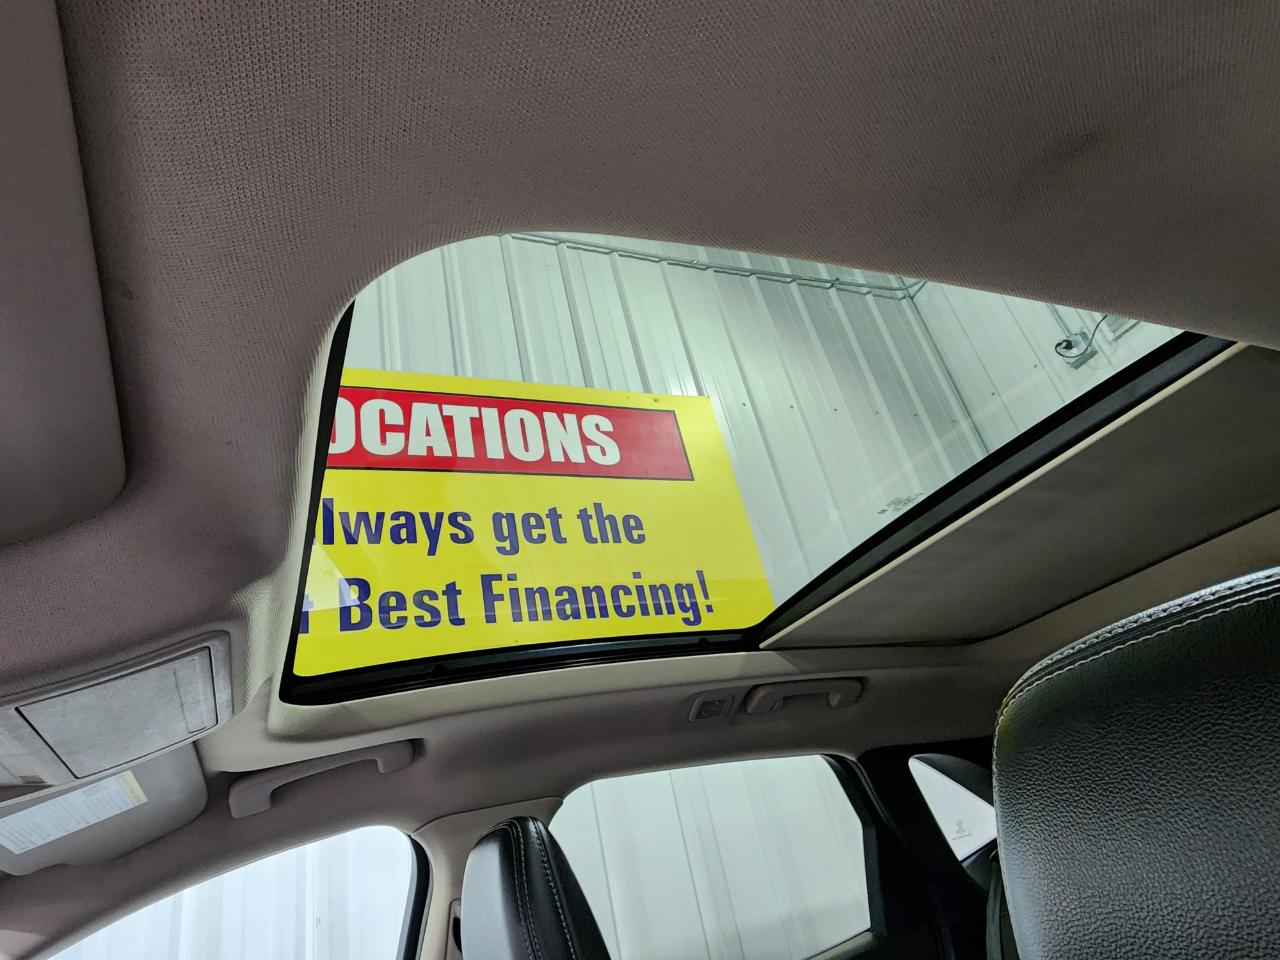 OCATIONS
lways get the
Best Financing!